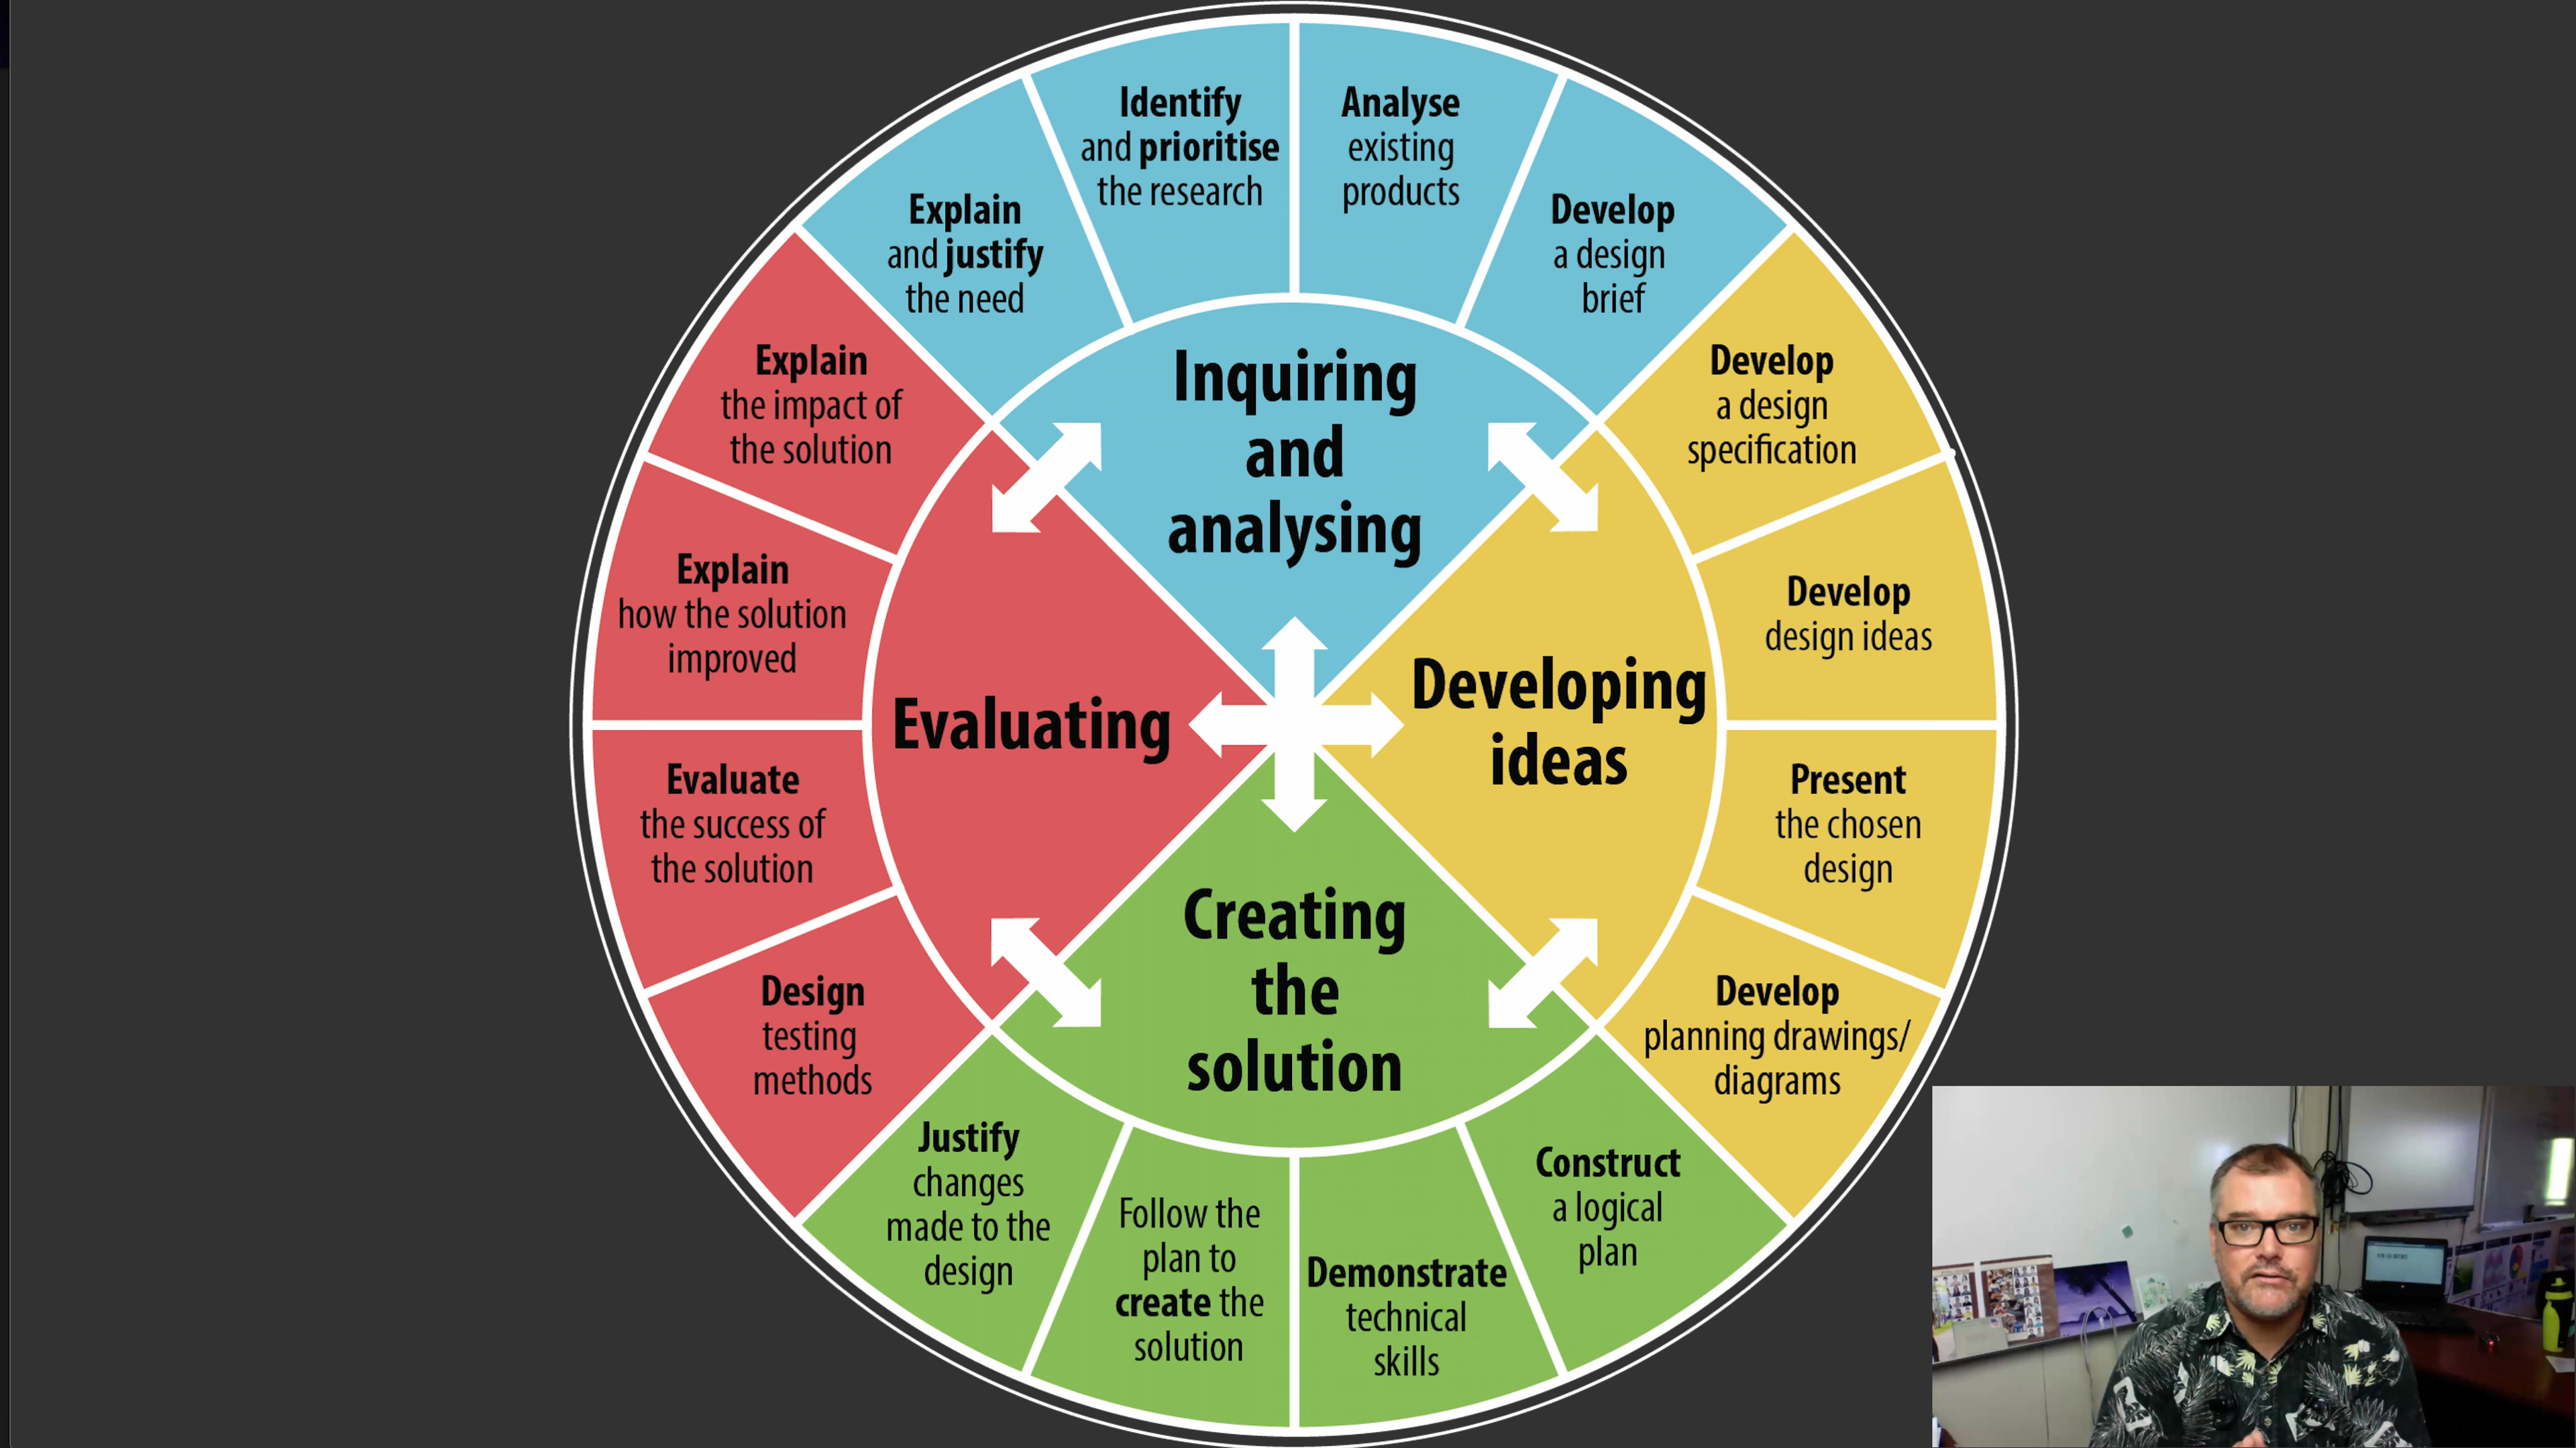 Identify
and prioritise
the research
Analyse
existing
products
Explain
and justify
the need
Develop
a design
brief
Explain
the impact of
the solution
Inquiring
and
analysing
Develop
a design
specification
Explain
how the solution
improved
Develop
design ideas
Evaluating
Developing
ideas
Evaluate
the success of
the solution
Present
the chosen
design
Creating
the
solution
Design
testing
methods
Develop
planning drawings/
diagrams
Justify
changes
made to the
design
Follow the
plan to
create the
solution
Demonstrate
technical
skills
Construct
a logical
plan